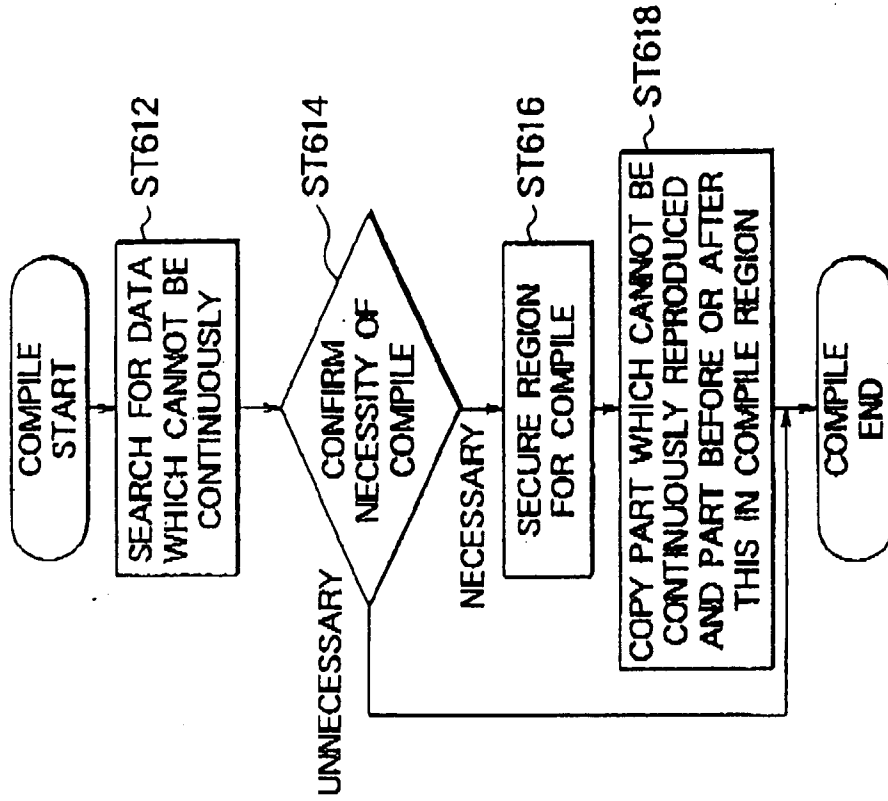 COMPILE
START
SEARCH FOR DATA
WHICH CANNOT BE
CONTINUOUSLY
ST612
CONFIRM
NECESSITY OF
COMPILE
ST614
UNNECESSARY
NECESSARY
SECURE REGION
FOR COMPILE
ST616
COPY PART WHICH CANNOT BE
CONTINUOUSLY REPRODUCED
AND PART BEFORE OR AFTER
THIS IN COMPILE REGION
ST618
COMPILE
END